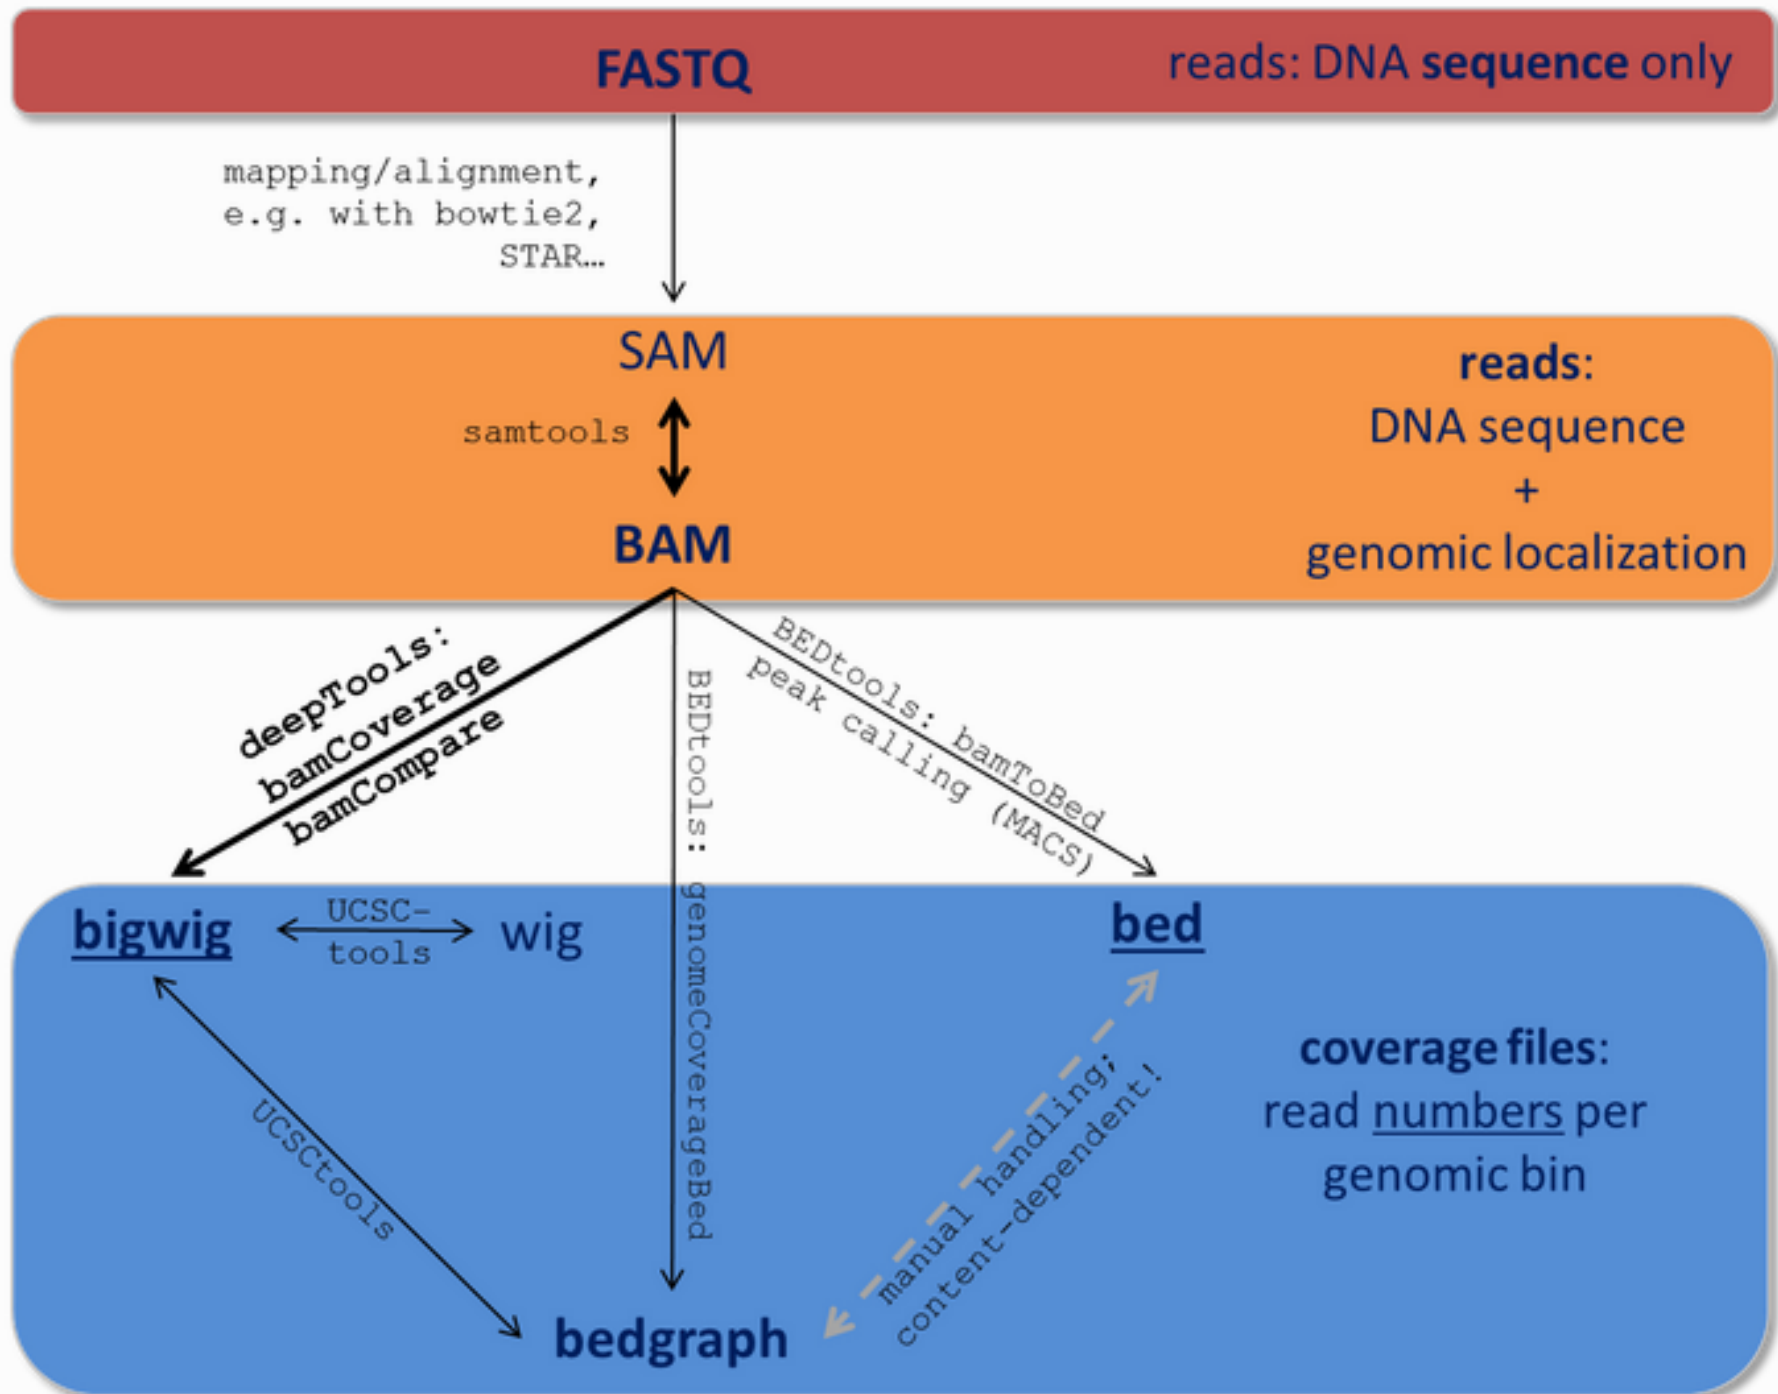 FASTQ
reads: DNA sequence only
mapping/alignment,
e.g. with bowtie2,
STAR…
SAM
samtools
BAM
reads:
DNA sequence
+
genomic localization
deepTools:
bamCoverage
bamCompare
BEDtools: genomeCoverageBed
BEDtools: bamToBed
peak calling (MACS)
bigwig
UCSC-
tools
wig
bed
UCSCtools
manual handling;
content-dependent!
coverage files:
read numbers per
genomic bin
bedgraph